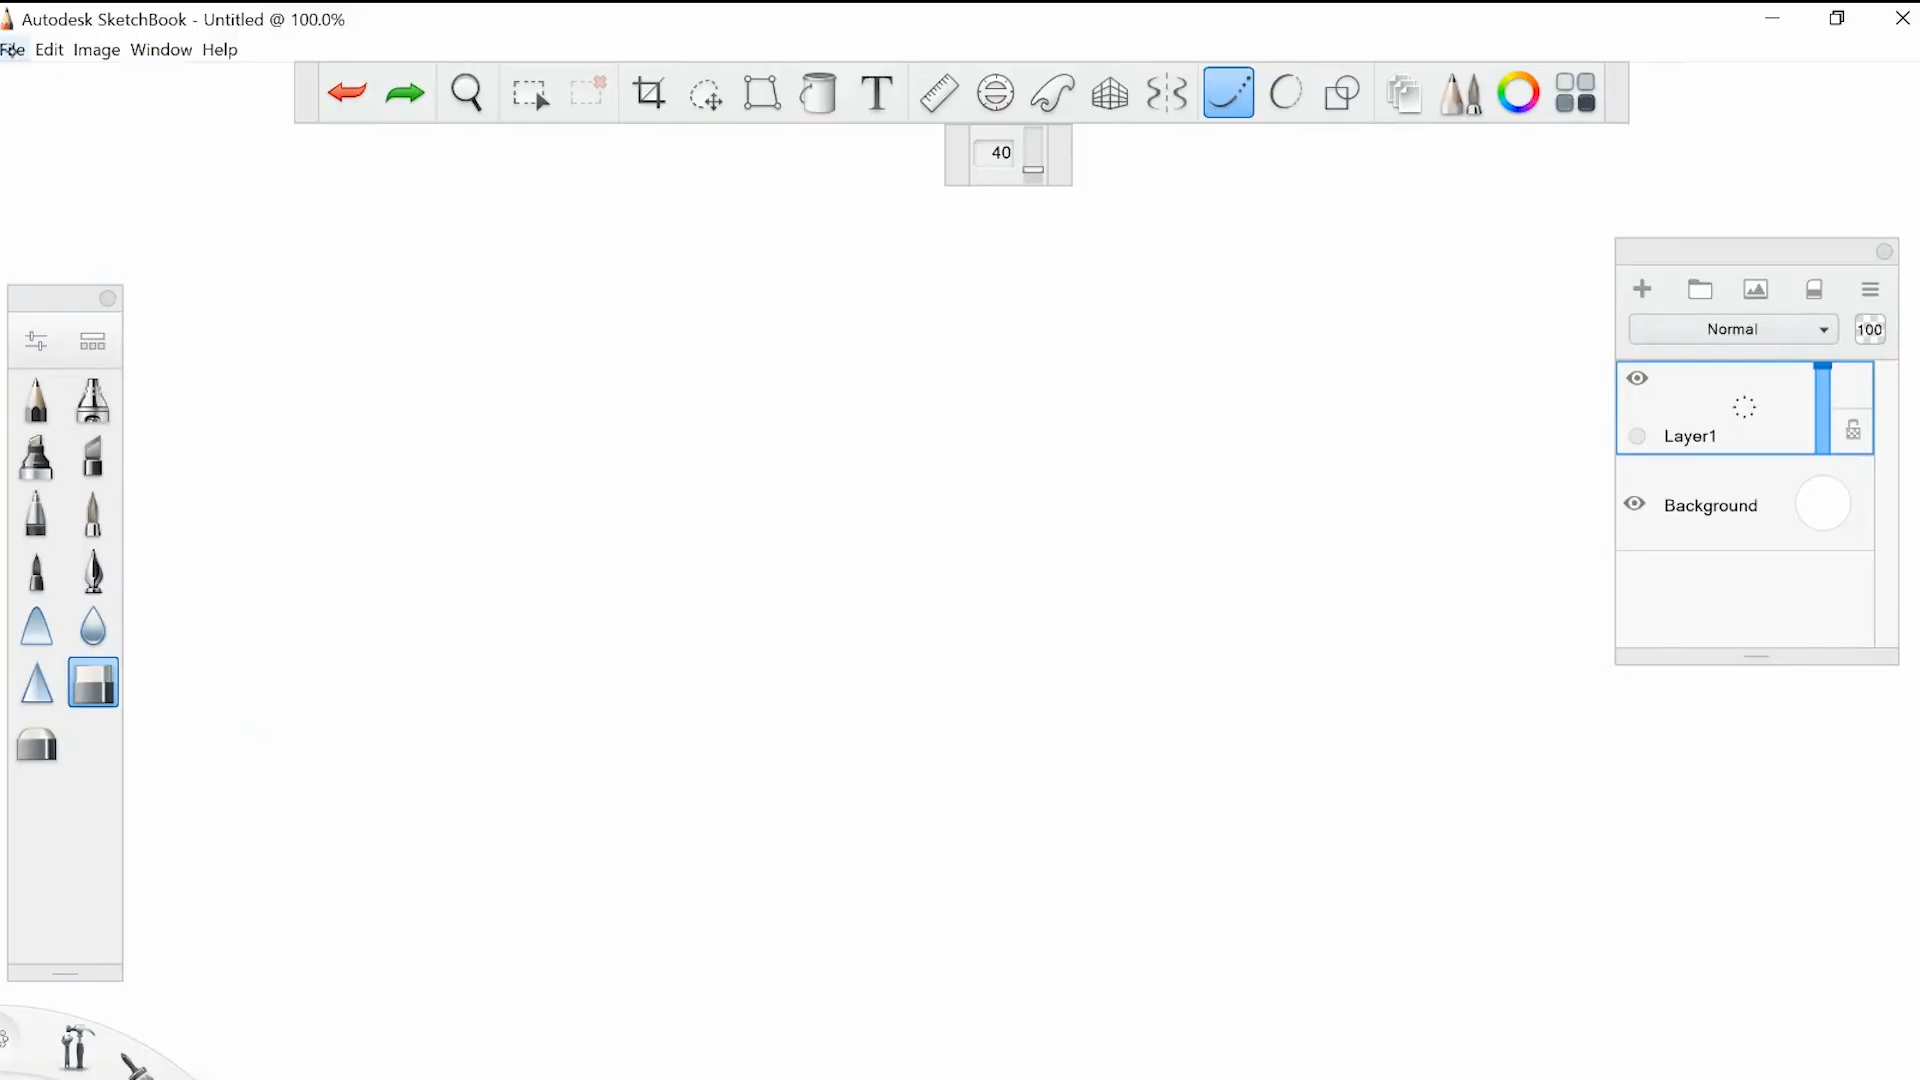 Autodesk SketchBook - Untitled @ 100.0%
File Edit Image Window Help
T
40
Normal 100
Layer1
Background